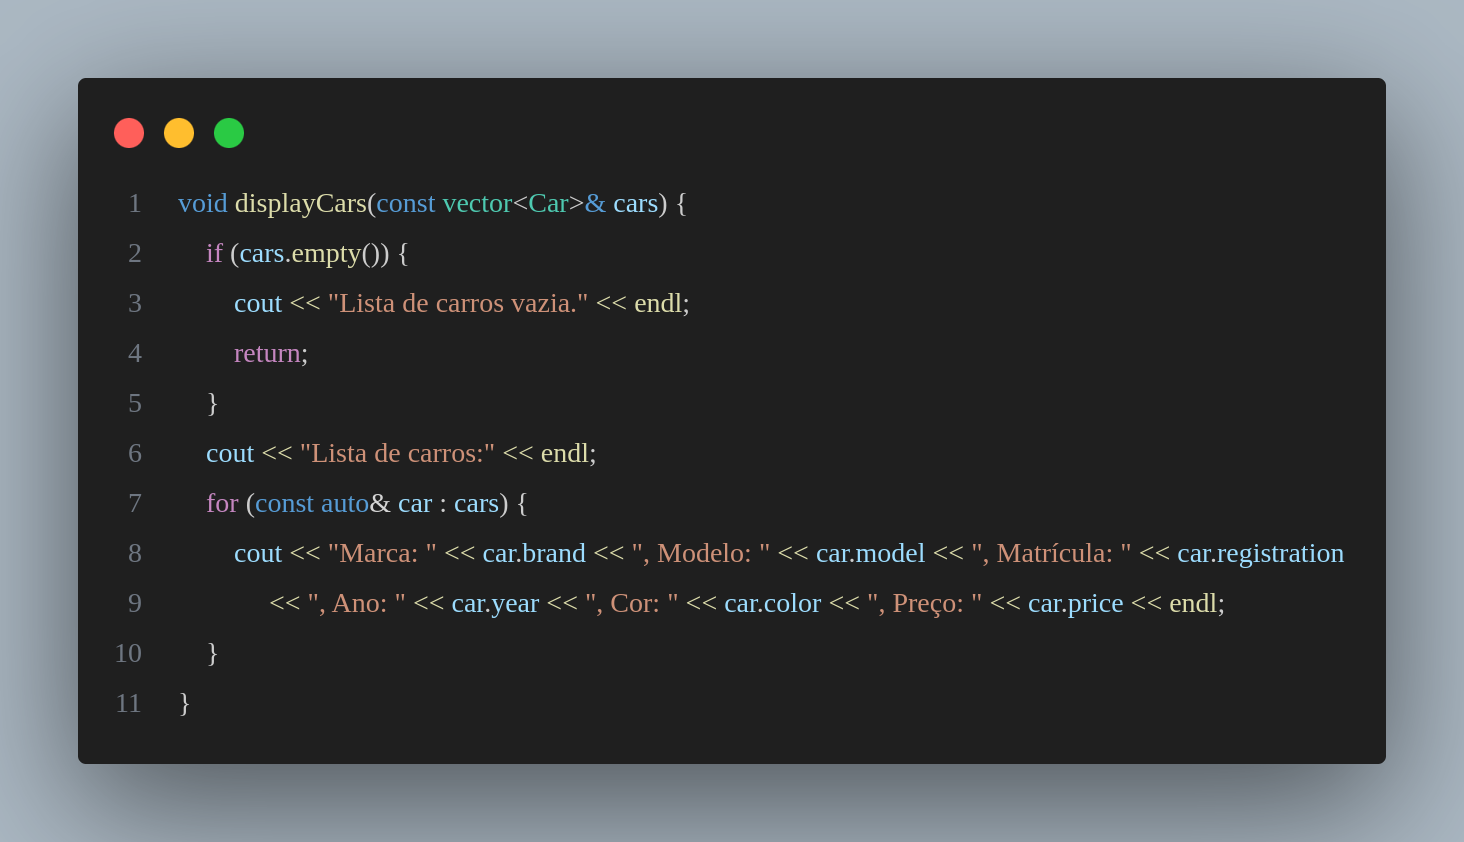 1 void displayCars(const vector<Car>& cars) {
2     if (cars.empty()) {
3         cout << "Lista de carros vazia." << endl;
4         return;
5     }
6     cout << "Lista de carros:" << endl;
7     for (const auto& car : cars) {
8         cout << "Marca: " << car.brand << ", Modelo: " << car.model << ", Matrícula: " << car.registration
9              << ", Ano: " << car.year << ", Cor: " << car.color << ", Preço: " << car.price << endl;
10     }
11 }